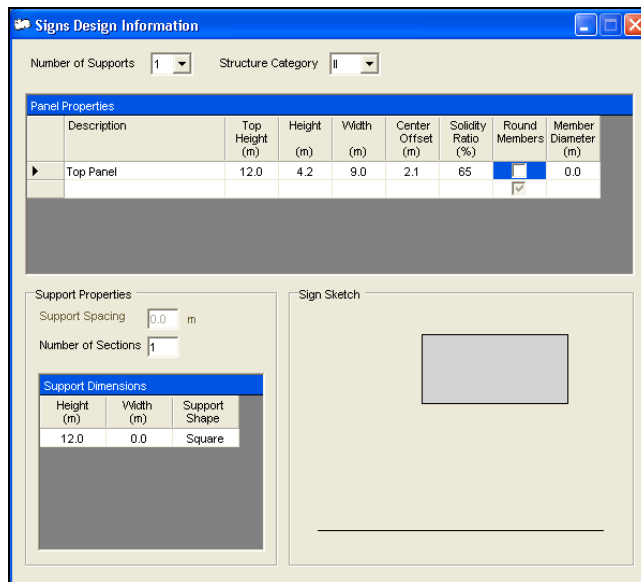 Signs Design Information
Number of Supports 1 Structure Category II
Panel Properties
Description Top Height (m) Height (m) Width (m) Center Offset (m) Solidity Ratio (%) Round Members Member Diameter (m)
Top Panel 12.0 4.2 9.0 2.1 65 0.0
Support Properties
Support Spacing 0.0 m
Number of Sections 1
Support Dimensions
Height (m) Width (m) Support Shape
12.0 0.0 Square
Sign Sketch